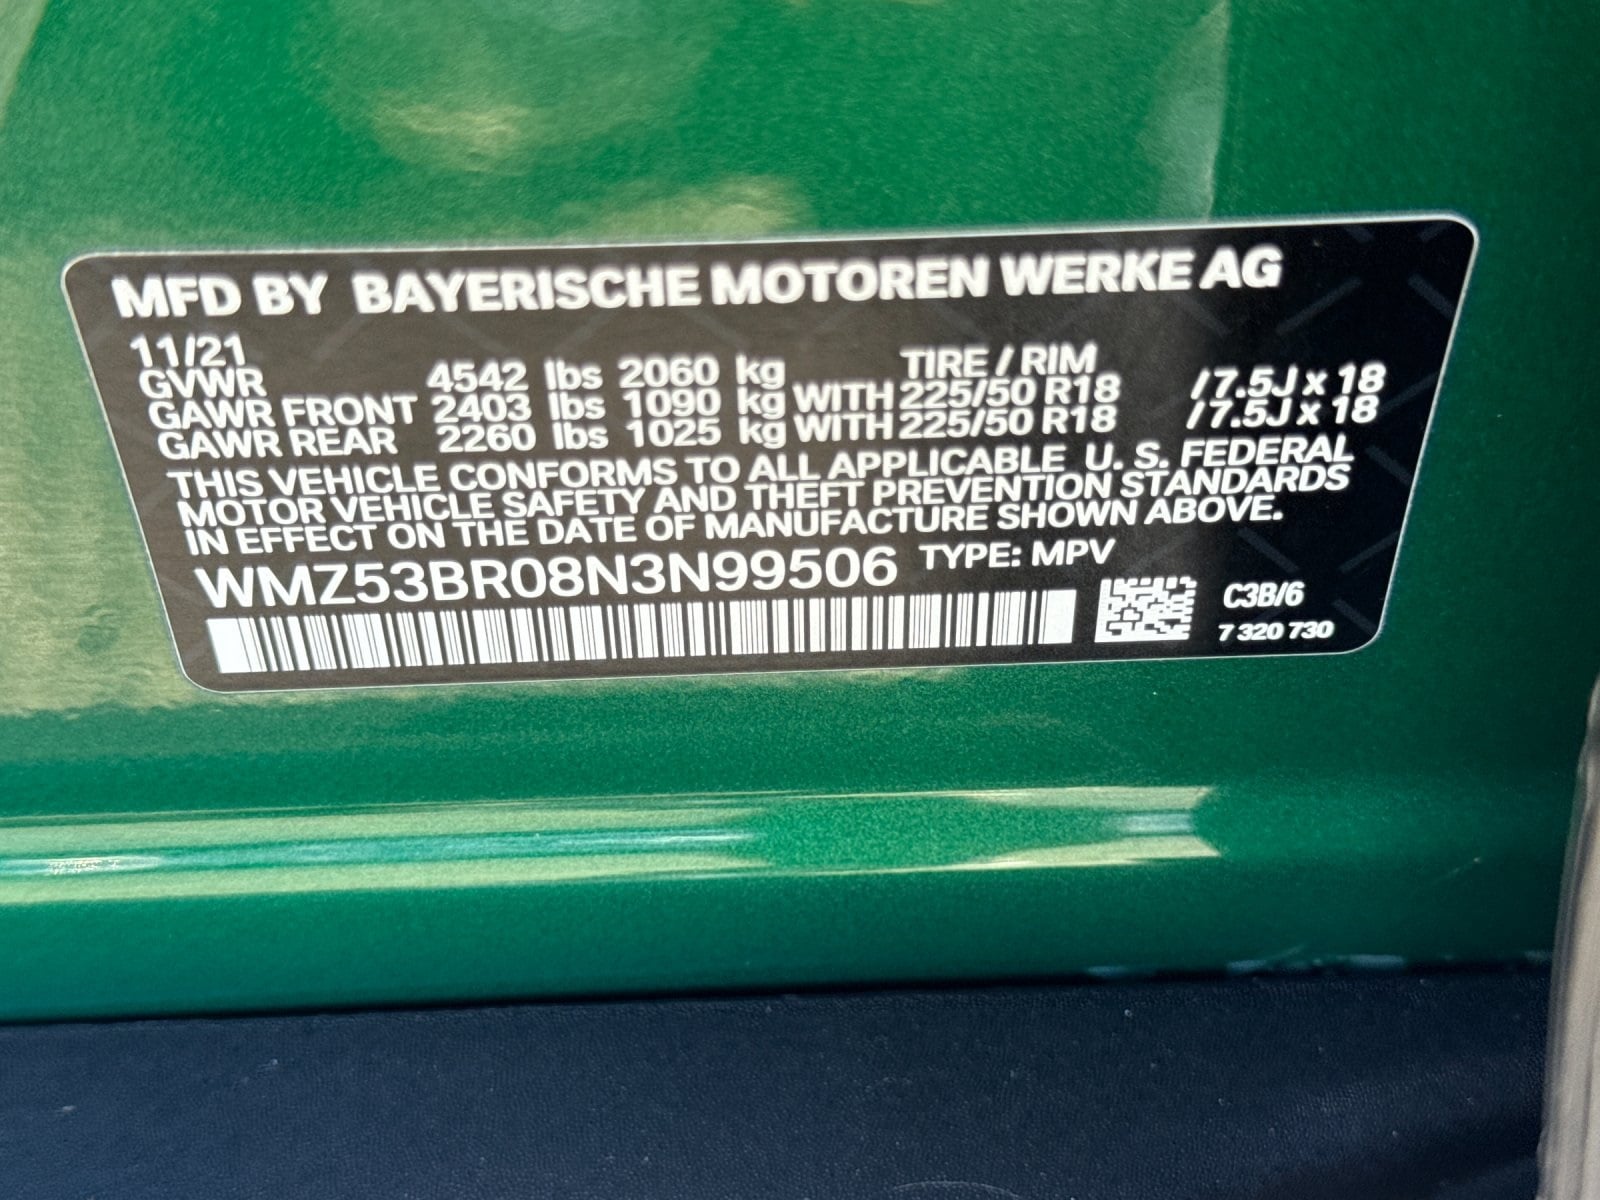 MFD BY BAYERISCHE MOTOREN WERKE AG
11/21 TIRE / RIM
GVWR 4542 lbs 2060 kg
GAWR FRONT 2403 lbs 1090 kg WITH 225/50 R18 /7.5J x 18
GAWR REAR 2260 lbs 1025 kg WITH 225/50 R18 /7.5J x 18
THIS VEHICLE CONFORMS TO ALL APPLICABLE U. S. FEDERAL
MOTOR VEHICLE SAFETY AND THEFT PREVENTION STANDARDS
IN EFFECT ON THE DATE OF MANUFACTURE SHOWN ABOVE.
WMZ53BR08N3N99506 TYPE: MPV
C3B/6
7 320 730